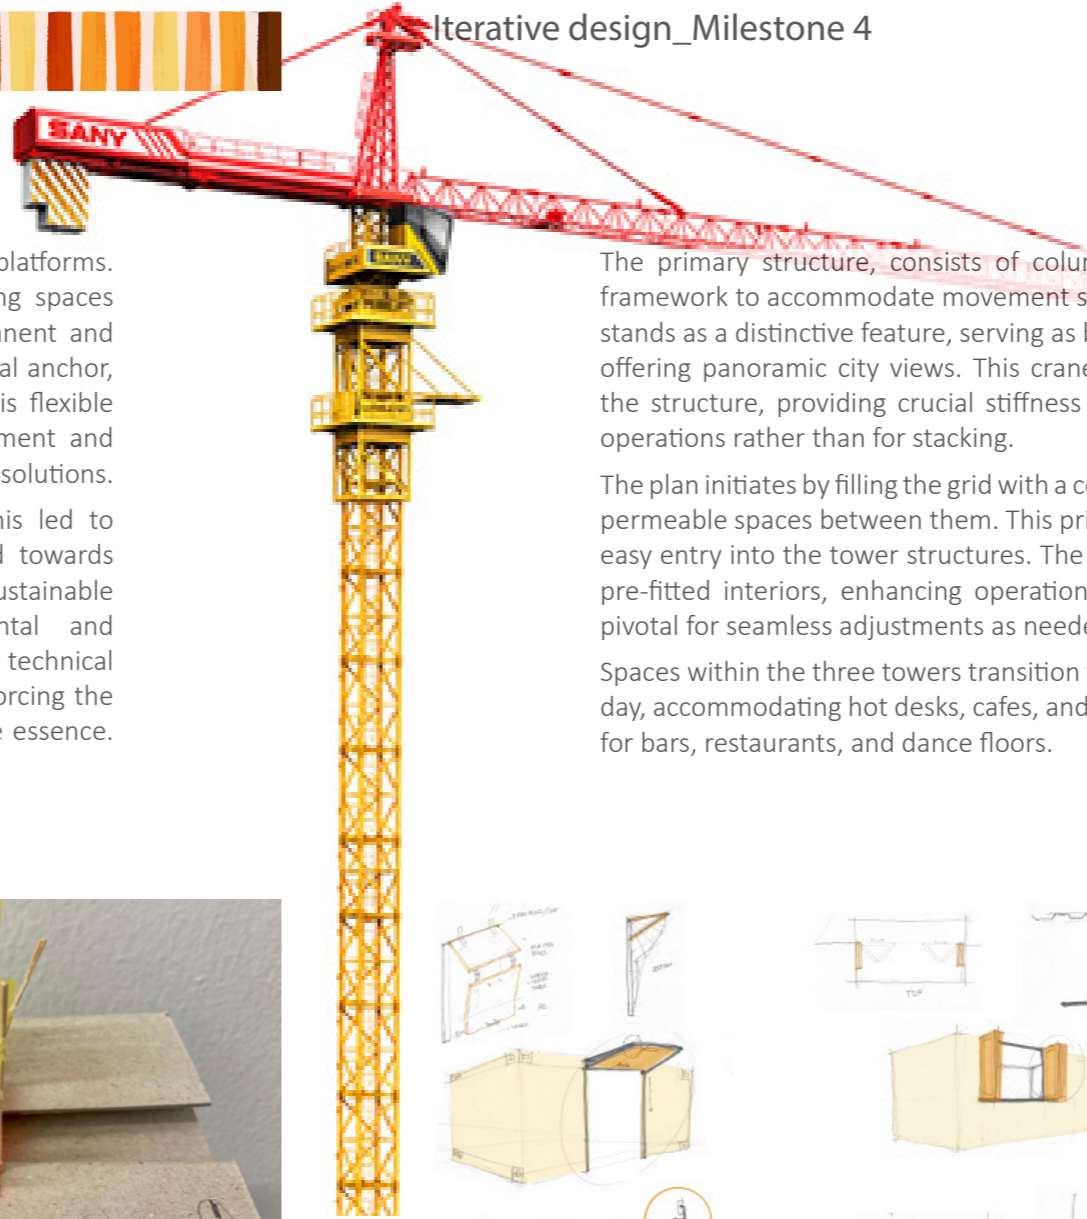 Iterative design_Milestone 4
SANY
SANY
platforms.
ng spaces
nent and
al anchor,
is flexible
ment and
solutions.
his led to
d towards
ustainable
ntal and
technical
orcing the
e essence.
The primary structure, consists of colur
framework to accommodate movement s
stands as a distinctive feature, serving as b
offering panoramic city views. This crane
the structure, providing crucial stiffness
operations rather than for stacking.
The plan initiates by filling the grid with a co
permeable spaces between them. This pri
easy entry into the tower structures. The
pre-fitted interiors, enhancing operation
pivotal for seamless adjustments as neede
Spaces within the three towers transition
day, accommodating hot desks, cafes, and
for bars, restaurants, and dance floors.
TOP